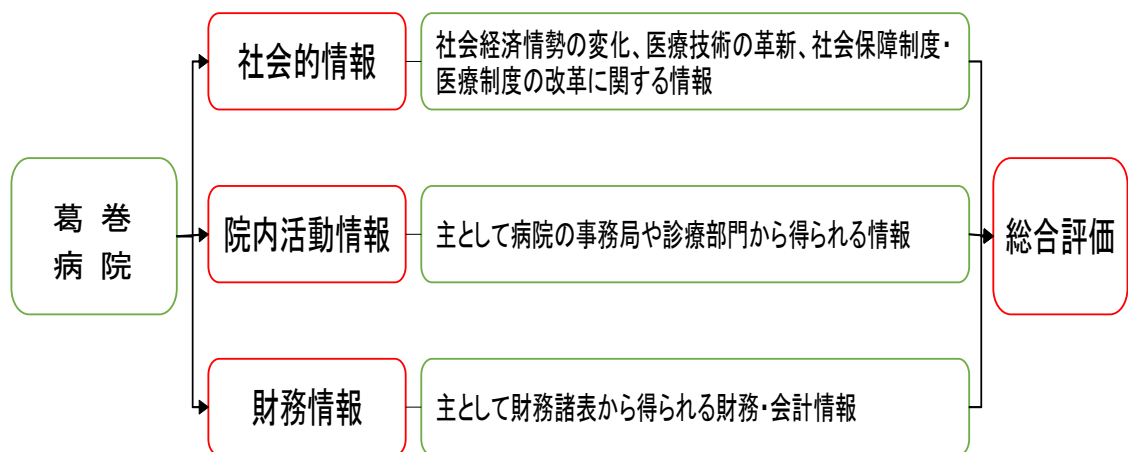 社会的情報
社会経済情勢の変化、医療技術の革新、社会保障制度・
医療制度の改革に関する情報
葛巻
病院
院内活動情報
主として病院の事務局や診療部門から得られる情報
総合評価
財務情報
主として財務諸表から得られる財務・会計情報